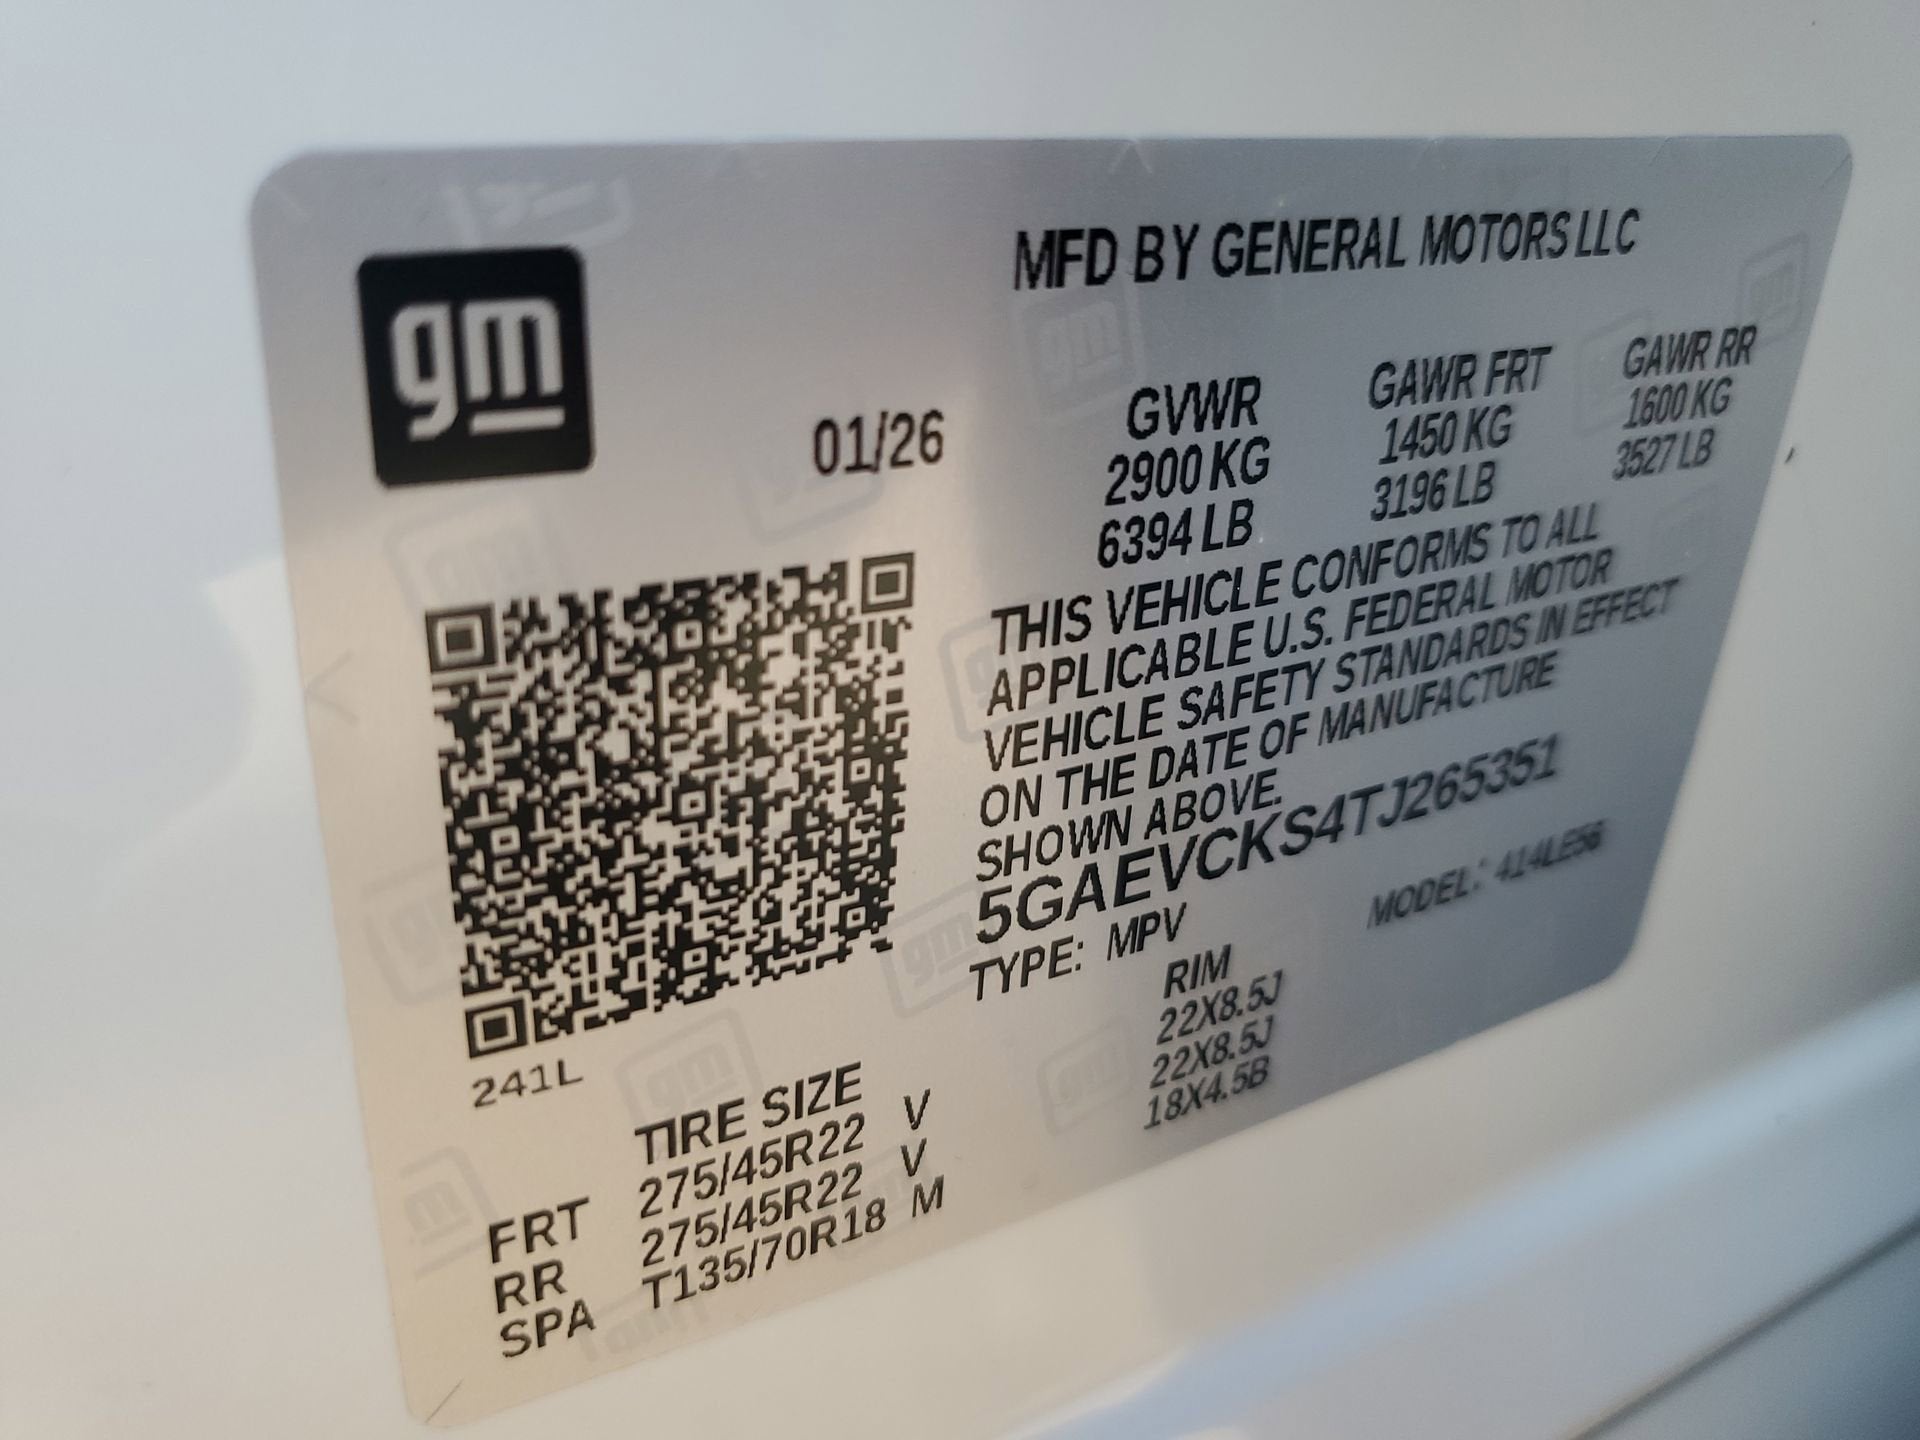 gm
MFD BY GENERAL MOTORS LLC
01/26
GVWR GAWR FRT GAWR RR
2900 KG 1450 KG 1600 KG
6394 LB 3196 LB 3527 LB
THIS VEHICLE CONFORMS TO ALL
APPLICABLE U.S. FEDERAL MOTOR
VEHICLE SAFETY STANDARDS IN EFFECT
ON THE DATE OF MANUFACTURE
SHOWN ABOVE.
5GAEVCKS4TJ265351
TYPE: MPV MODEL: 414LE56
241L
TIRE SIZE RIM
FRT 275/45R22 V 22X8.5J
RR 275/45R22 V 22X8.5J
SPA T135/70R18 M 18X4.5B